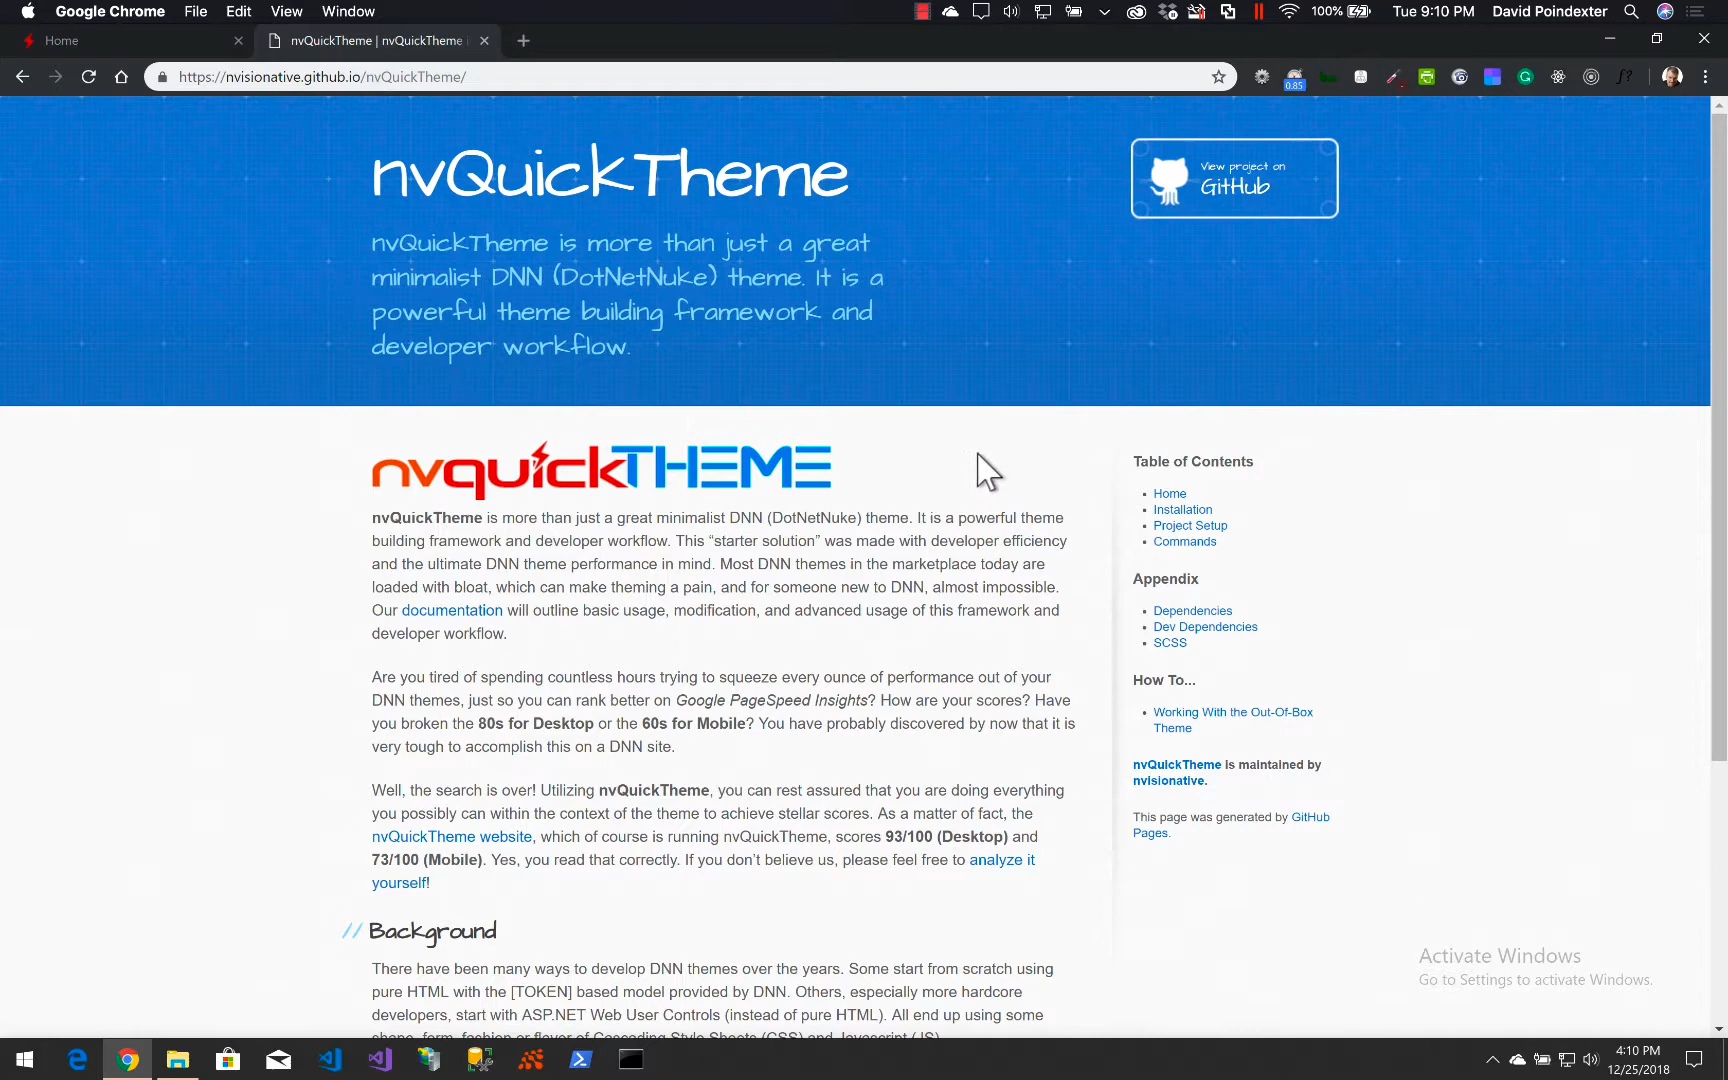 Google Chrome File Edit View Window
100% Tue 9:10 PM David Poindexter
Home
nvQuickTheme | nvQuickTheme i
https://nvisionative.github.io/nvQuickTheme/
0.85
nvQuickTheme
View project on
GitHub
nvQuickTheme is more than just a great
minimalist DNN (DotNetNuke) theme. It is a
powerful theme building framework and
developer workflow.
nvquickTHEME
nvQuickTheme is more than just a great minimalist DNN (DotNetNuke) theme. It is a powerful theme
building framework and developer workflow. This “starter solution” was made with developer efficiency
and the ultimate DNN theme performance in mind. Most DNN themes in the marketplace today are
loaded with bloat, which can make theming a pain, and for someone new to DNN, almost impossible.
Our documentation will outline basic usage, modification, and advanced usage of this framework and
developer workflow.
Are you tired of spending countless hours trying to squeeze every ounce of performance out of your
DNN themes, just so you can rank better on Google PageSpeed Insights? How are your scores? Have
you broken the 80s for Desktop or the 60s for Mobile? You have probably discovered by now that it is
very tough to accomplish this on a DNN site.
Well, the search is over! Utilizing nvQuickTheme, you can rest assured that you are doing everything
you possibly can within the context of the theme to achieve stellar scores. As a matter of fact, the
nvQuickTheme website, which of course is running nvQuickTheme, scores 93/100 (Desktop) and
73/100 (Mobile). Yes, you read that correctly. If you don’t believe us, please feel free to analyze it
yourself!
// Background
There have been many ways to develop DNN themes over the years. Some start from scratch using
pure HTML with the [TOKEN] based model provided by DNN. Others, especially more hardcore
developers, start with ASP.NET Web User Controls (instead of pure HTML). All end up using some
shape, form, fashion or flavor of Cascading Style Sheets (CSS) and Javascript (JS).
Table of Contents
Home
Installation
Project Setup
Commands
Appendix
Dependencies
Dev Dependencies
SCSS
How To...
Working With the Out-Of-Box
Theme
nvQuickTheme is maintained by
nvisionative.
This page was generated by GitHub
Pages.
Activate Windows
Go to Settings to activate Windows.
4:10 PM
12/25/2018